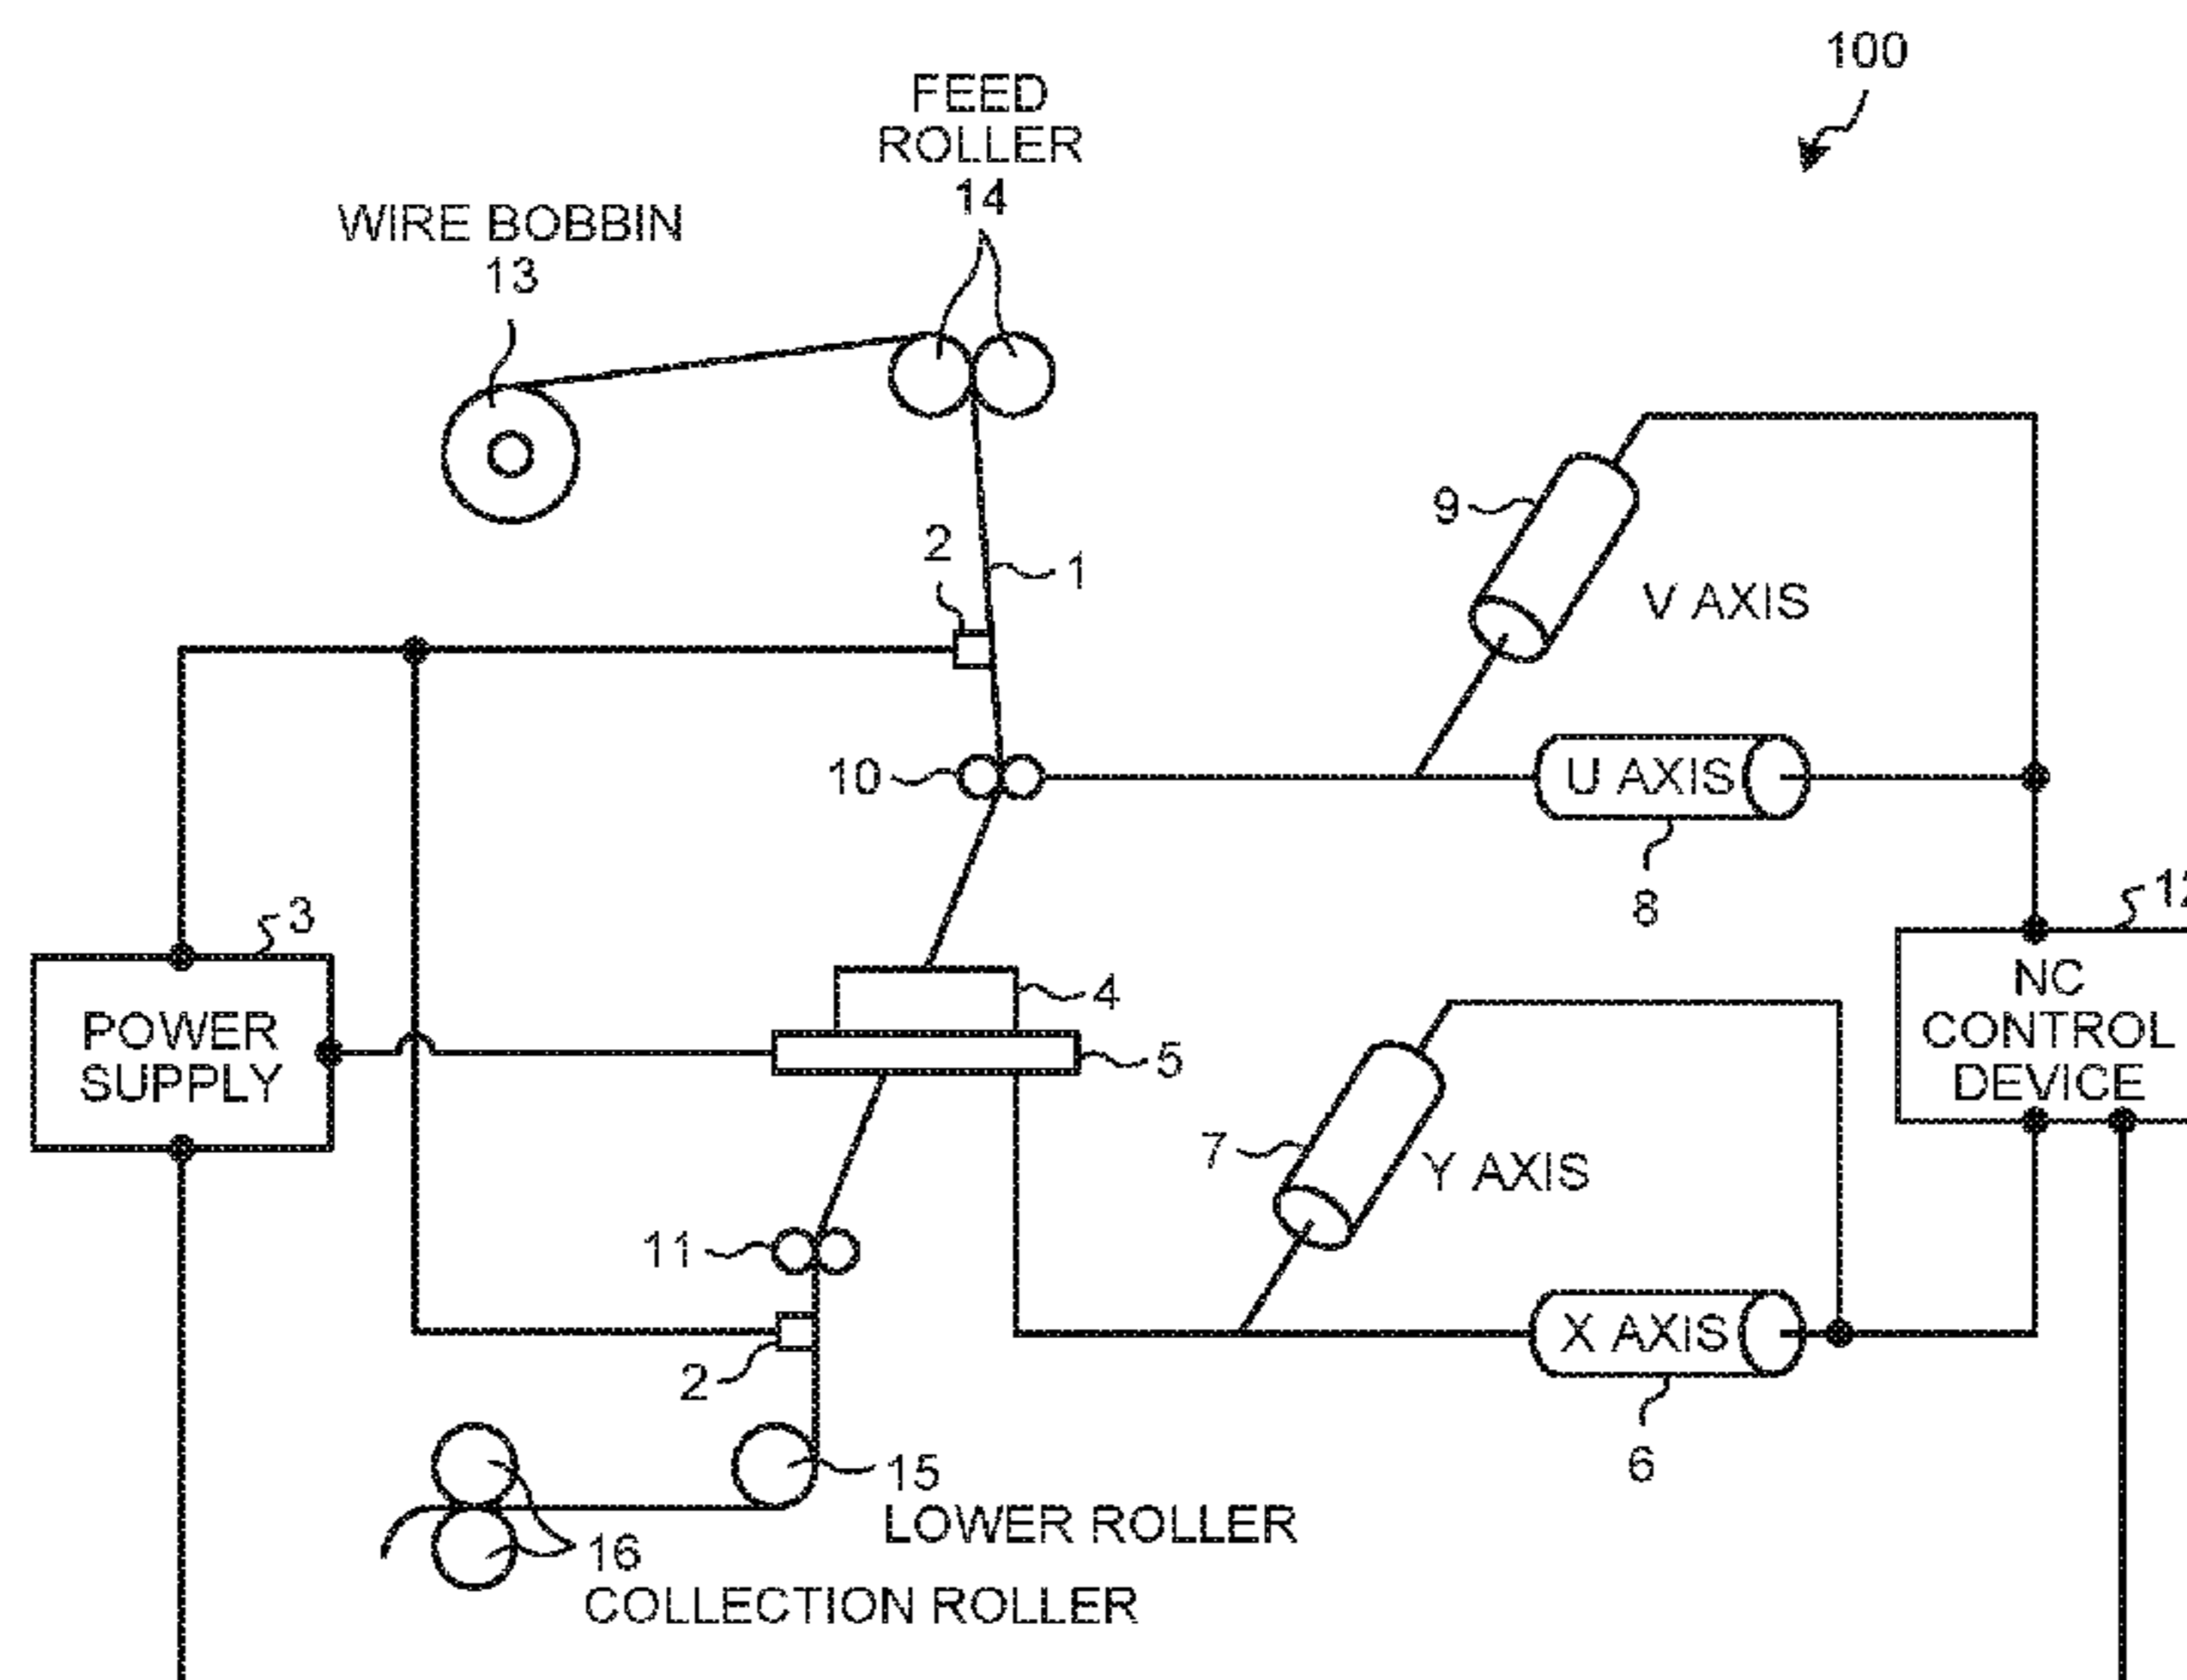 100
FEED
ROLLER
14
WIRE BOBBIN
13
9
2
1
V AXIS
10
U AXIS
8
3
12
POWER
SUPPLY
4
NC
CONTROL
DEVICE
5
7
Y AXIS
11
X AXIS
2
6
15
LOWER ROLLER
16
COLLECTION ROLLER